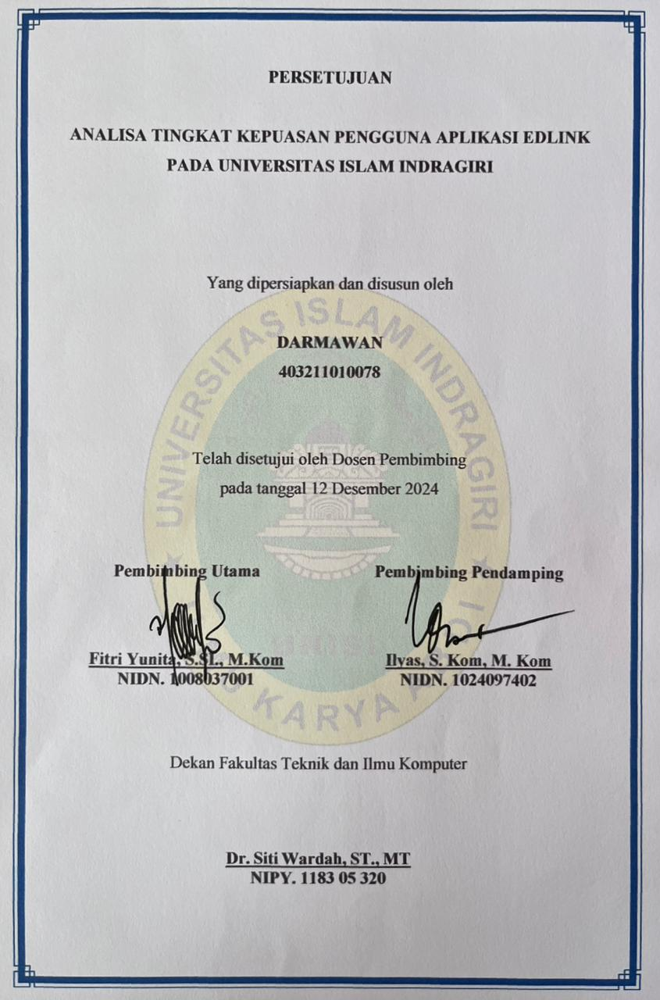 PERSETUJUAN
ANALISA TINGKAT KEPUASAN PENGGUNA APLIKASI EDLINK
PADA UNIVERSITAS ISLAM INDRAGIRI
Yang dipersiapkan dan disusun oleh
DARMAWAN
403211010078
Telah disetujui oleh Dosen Pembimbing
pada tanggal 12 Desember 2024
Pembimbing Utama Pembimbing Pendamping
Fitri Yunita, S.SI., M.Kom Ilyas, S. Kom, M. Kom
NIDN. 1008037001 NIDN. 1024097402
Dekan Fakultas Teknik dan Ilmu Komputer
Dr. Siti Wardah, ST., MT
NIPY. 1183 05 320
UNIVERSITAS ISLAM INDRAGIRI
KARYA